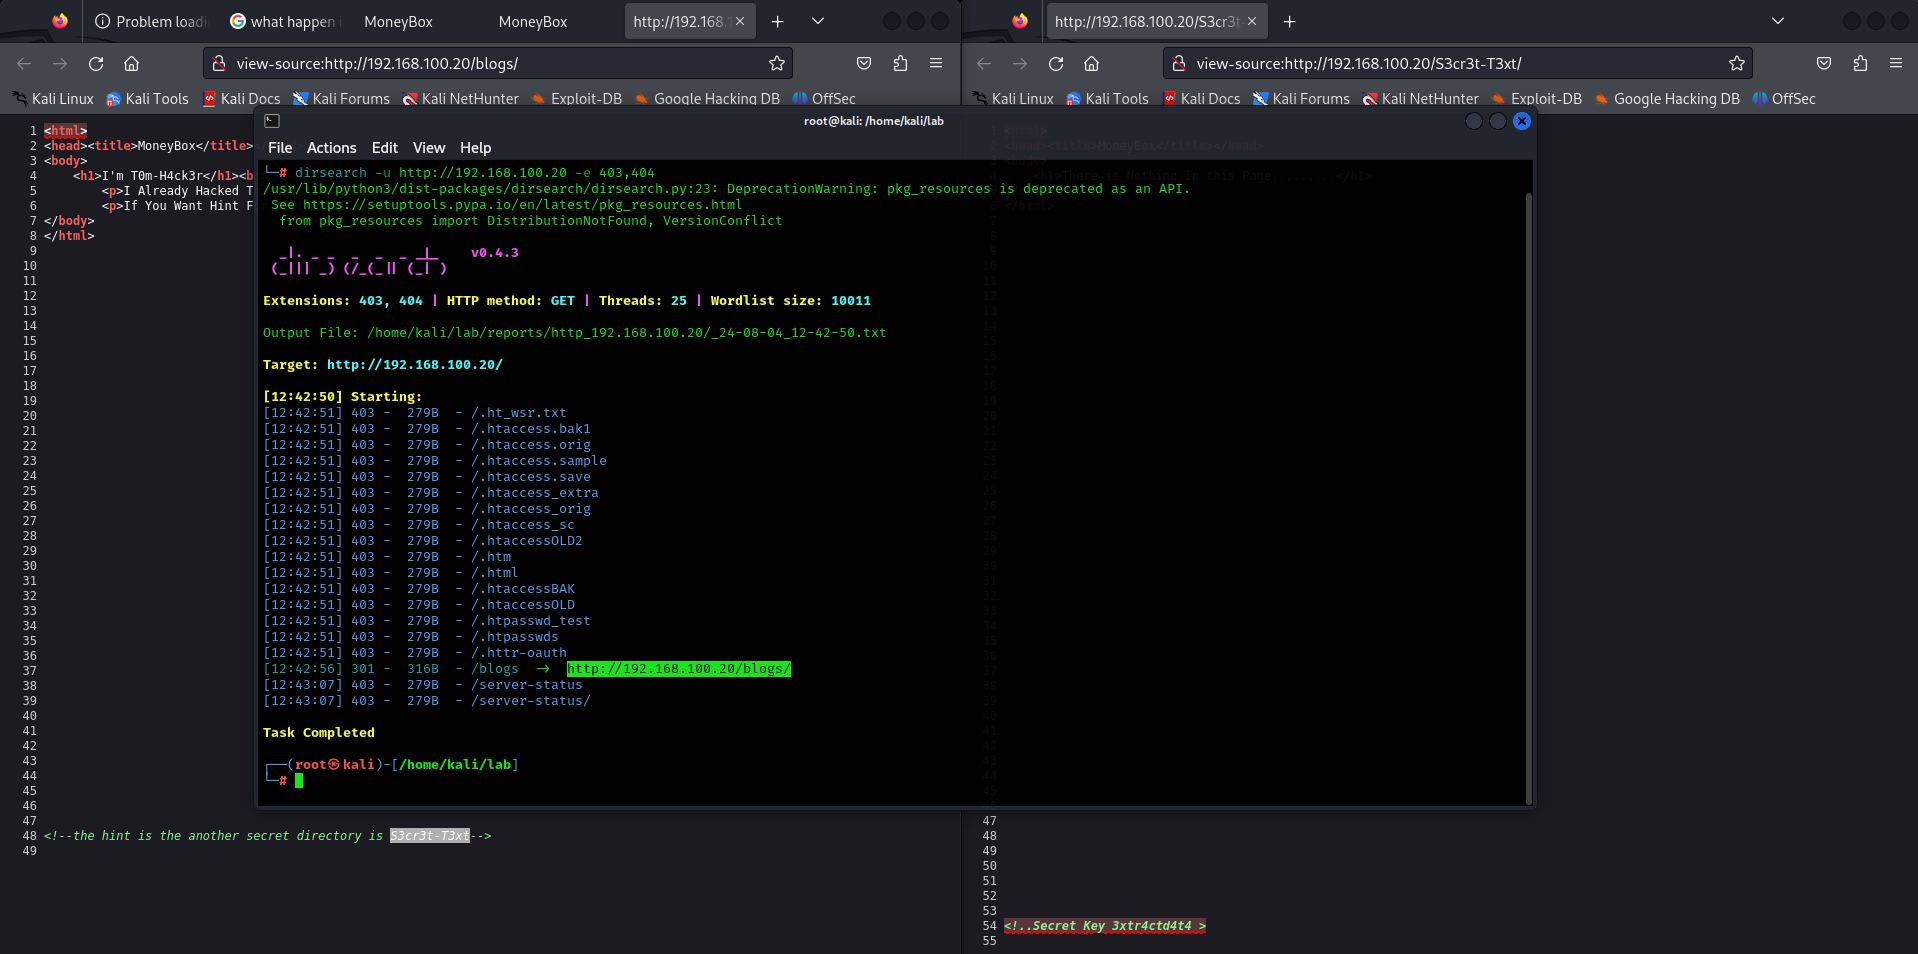 Problem loadi
what happen i
MoneyBox
MoneyBox
http://192.168.1
view-source:http://192.168.100.20/blogs/
Kali Linux
Kali Tools
Kali Docs
Kali Forums
Kali NetHunter
Exploit-DB
Google Hacking DB
OffSec
1 <html>
2 <head><title>MoneyBox</title>
3 <body>
4 <h1>I'm T0m-H4ck3r</h1><b
5 <p>I Already Hacked T
6 <p>If You Want Hint F
7 </body>
8 </html>
9
10
11
12
13
14
15
16
17
18
19
20
21
22
23
24
25
26
27
28
29
30
31
32
33
34
35
36
37
38
39
40
41
42
43
44
45
46
47
48 <!--the hint is the another secret directory is S3cr3t-T3xt-->
49
http://192.168.100.20/S3cr3t
view-source:http://192.168.100.20/S3cr3t-T3xt/
Kali Linux
Kali Tools
Kali Docs
Kali Forums
Kali NetHunter
Exploit-DB
Google Hacking DB
OffSec
1 <html>
2 <head><title>MoneyBox</title></head>
<h1>There is Nothing In this Page.........</h1>
47
48
49
50
51
52
53
54 <!..Secret Key 3xtr4ctd4t4 >
55
root@kali: /home/kali/lab
File Actions Edit View Help
└─# dirsearch -u http://192.168.100.20 -e 403,404
/usr/lib/python3/dist-packages/dirsearch/dirsearch.py:23: DeprecationWarning: pkg_resources is deprecated as an API.
See https://setuptools.pypa.io/en/latest/pkg_resources.html
from pkg_resources import DistributionNotFound, VersionConflict
v0.4.3
Extensions: 403, 404 | HTTP method: GET | Threads: 25 | Wordlist size: 10011
Output File: /home/kali/lab/reports/http_192.168.100.20/_24-08-04_12-42-50.txt
Target: http://192.168.100.20/
[12:42:50] Starting:
[12:42:51] 403 - 279B - /.ht_wsr.txt
[12:42:51] 403 - 279B - /.htaccess.bak1
[12:42:51] 403 - 279B - /.htaccess.orig
[12:42:51] 403 - 279B - /.htaccess.sample
[12:42:51] 403 - 279B - /.htaccess.save
[12:42:51] 403 - 279B - /.htaccess_extra
[12:42:51] 403 - 279B - /.htaccess_orig
[12:42:51] 403 - 279B - /.htaccess_sc
[12:42:51] 403 - 279B - /.htaccessOLD2
[12:42:51] 403 - 279B - /.htm
[12:42:51] 403 - 279B - /.html
[12:42:51] 403 - 279B - /.htaccessBAK
[12:42:51] 403 - 279B - /.htaccessOLD
[12:42:51] 403 - 279B - /.htpasswd_test
[12:42:51] 403 - 279B - /.htpasswds
[12:42:51] 403 - 279B - /.httr-oauth
[12:42:56] 301 - 316B - /blogs → http://192.168.100.20/blogs/
[12:43:07] 403 - 279B - /server-status
[12:43:07] 403 - 279B - /server-status/
Task Completed
┌──(root㉿kali)-[/home/kali/lab]
└─#